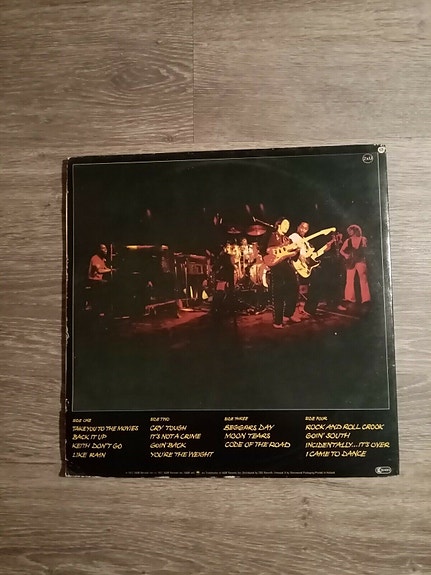 2xLP
SIDE ONE
TAKE YOU TO THE MOVIES
BACK IT UP
KEITH DON'T GO
LIKE RAIN
SIDE TWO
CRY TOUGH
IT'S NOT A CRIME
GOIN' BACK
YOU'RE THE WEIGHT
SIDE THREE
BEGGARS DAY
MOON TEARS
CODE OF THE ROAD
SIDE FOUR
ROCK AND ROLL CROOK
GOIN' SOUTH
INCIDENTALLY...IT'S OVER
I CAME TO DANCE